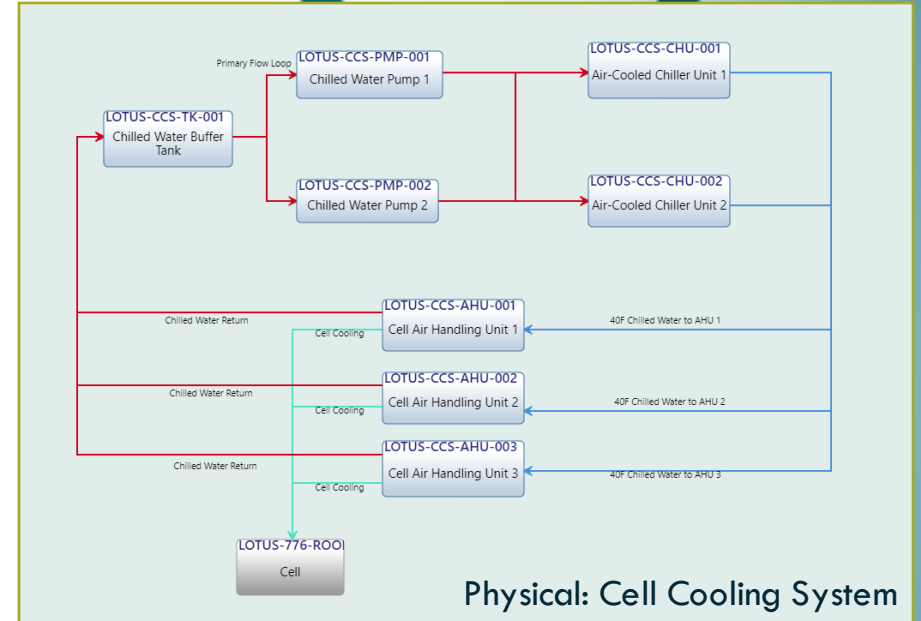 LOTUS-CCS-PMP-001
Primary Flow Loop
Chilled Water Pump 1
LOTUS-CCS-CHU-001
Air-Cooled Chiller Unit 1
LOTUS-CCS-TK-001
Chilled Water Buffer
Tank
LOTUS-CCS-PMP-002
Chilled Water Pump 2
LOTUS-CCS-CHU-002
Air-Cooled Chiller Unit 2
LOTUS-CCS-AHU-001
Cell Air Handling Unit 1
Chilled Water Return
Cell Cooling
40F Chilled Water to AHU 1
LOTUS-CCS-AHU-002
Cell Air Handling Unit 2
Chilled Water Return
Cell Cooling
40F Chilled Water to AHU 2
LOTUS-CCS-AHU-003
Cell Air Handling Unit 3
Chilled Water Return
Cell Cooling
40F Chilled Water to AHU 3
LOTUS-776-ROO
Cell
Physical: Cell Cooling System